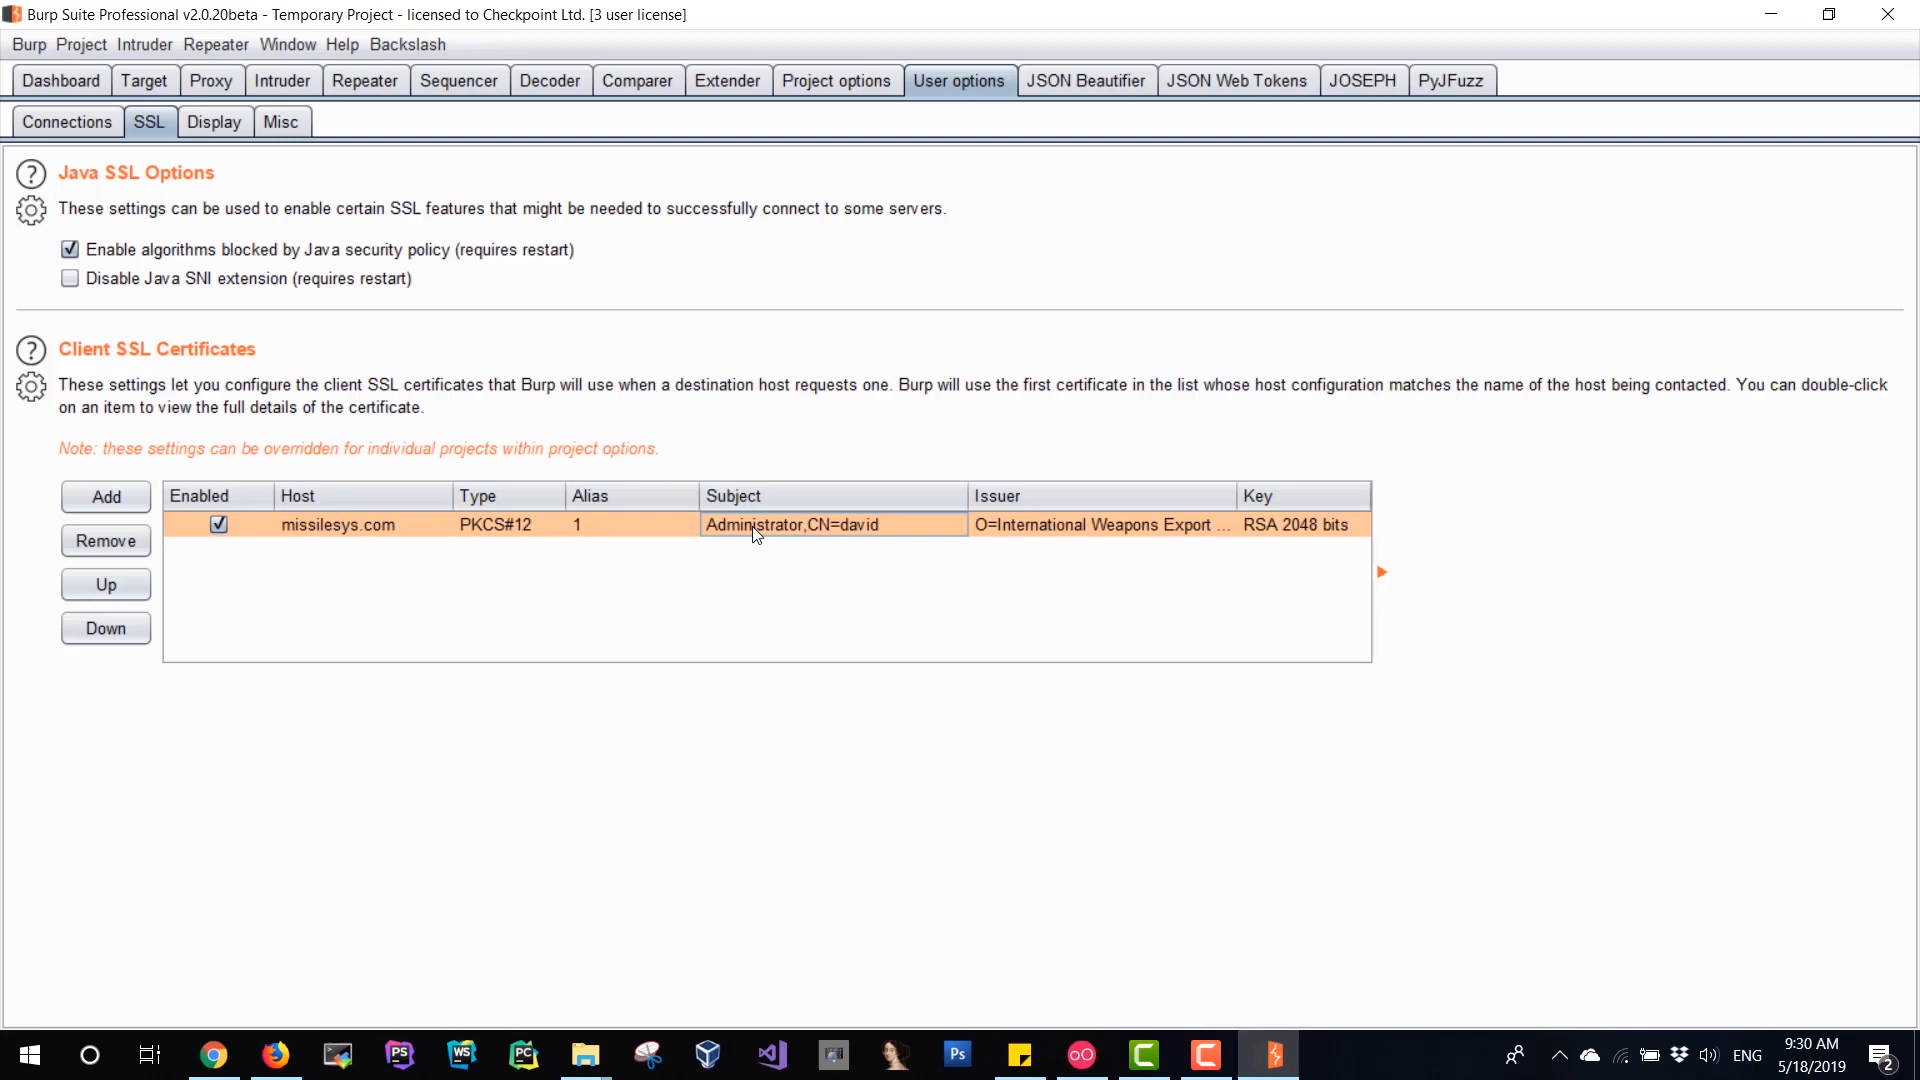 Burp Suite Professional v2.0.20beta - Temporary Project - licensed to Checkpoint Ltd. [3 user license]
Burp Project Intruder Repeater Window Help Backslash
Dashboard Target Proxy Intruder Repeater Sequencer Decoder Comparer Extender Project options User options JSON Beautifier JSON Web Tokens JOSEPH PyJFuzz
Connections SSL Display Misc
? Java SSL Options
These settings can be used to enable certain SSL features that might be needed to successfully connect to some servers.
Enable algorithms blocked by Java security policy (requires restart)
Disable Java SNI extension (requires restart)
? Client SSL Certificates
These settings let you configure the client SSL certificates that Burp will use when a destination host requests one. Burp will use the first certificate in the list whose host configuration matches the name of the host being contacted. You can double-click
on an item to view the full details of the certificate.
Note: these settings can be overridden for individual projects within project options.
Add Enabled Host Type Alias Subject Issuer Key
missilesys.com PKCS#12 1 Administrator,CN=david O=International Weapons Export ... RSA 2048 bits
Remove
Up
Down
PS WS PC Ps ENG 9:30 AM
5/18/2019 2